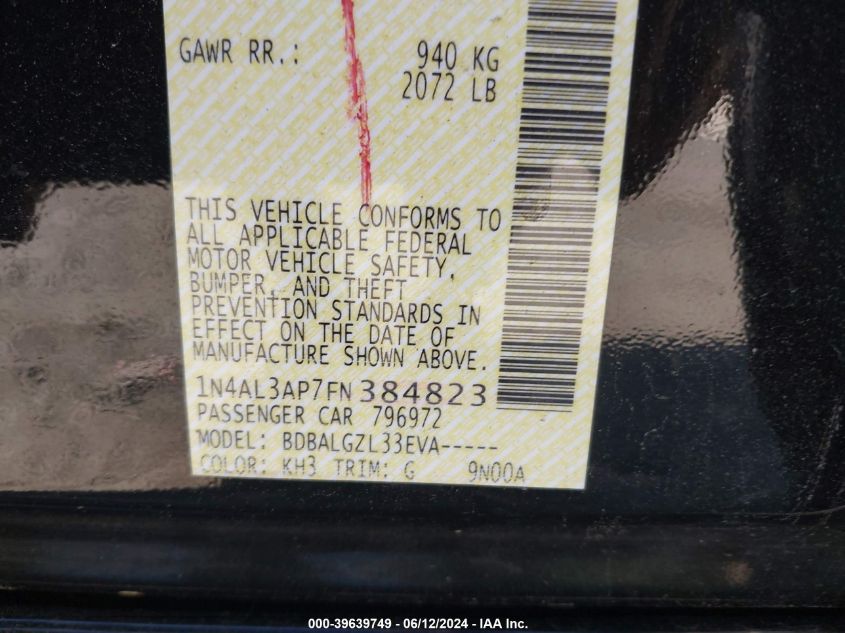 GAWR RR.: 940 KG
2072 LB
THIS VEHICLE CONFORMS TO
ALL APPLICABLE FEDERAL
MOTOR VEHICLE SAFETY,
BUMPER, AND THEFT
PREVENTION STANDARDS IN
EFFECT ON THE DATE OF
MANUFACTURE SHOWN ABOVE.
1N4AL3AP7FN384823
PASSENGER CAR 796972
MODEL: BDBALGZL33EVA-----
COLOR: KH3 TRIM: G 9N00A
000-39639749 - 06/12/2024 - IAA Inc.